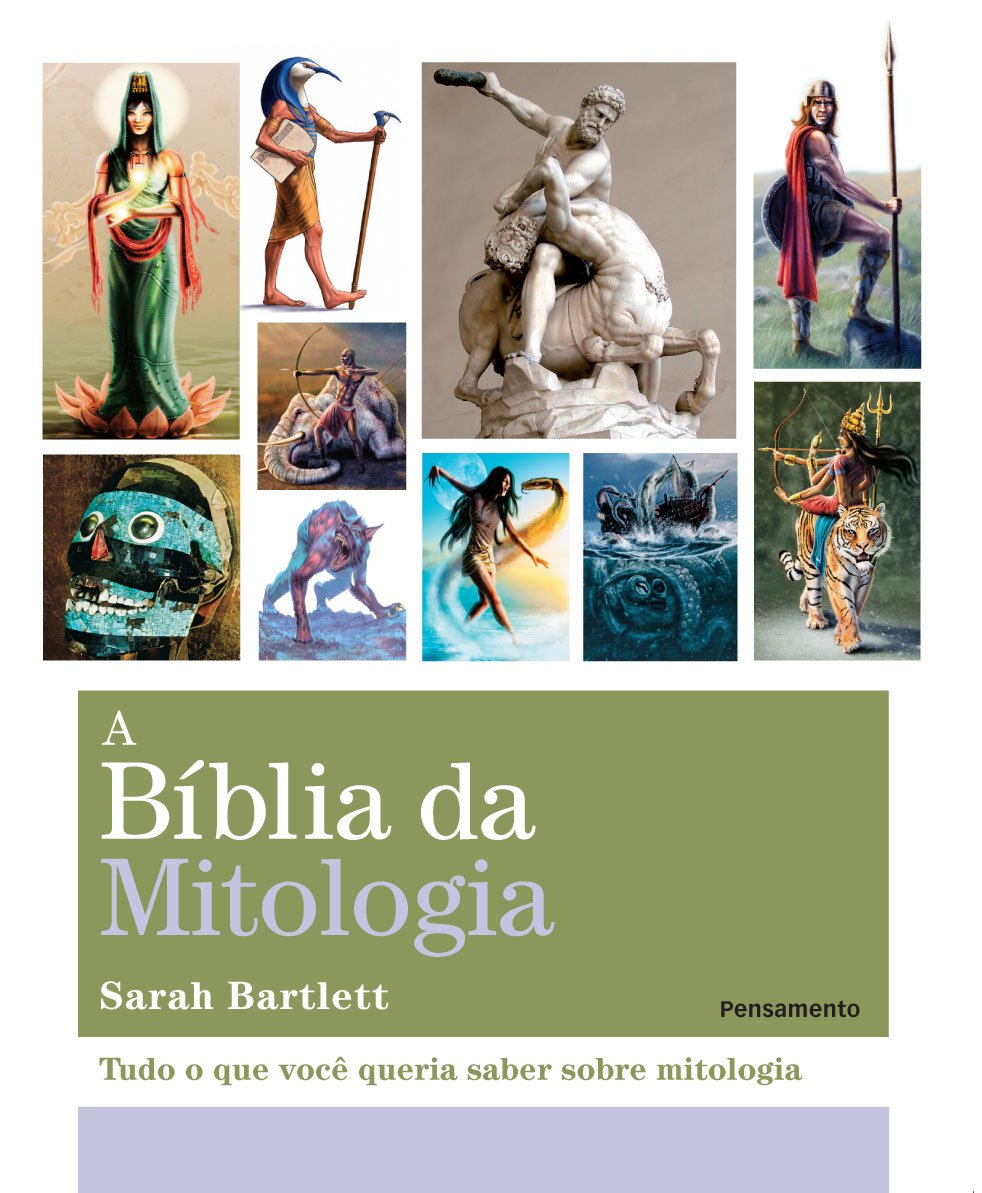 A
Bíblia da
Mitologia
Sarah Bartlett
Pensamento
Tudo o que você queria saber sobre mitologia